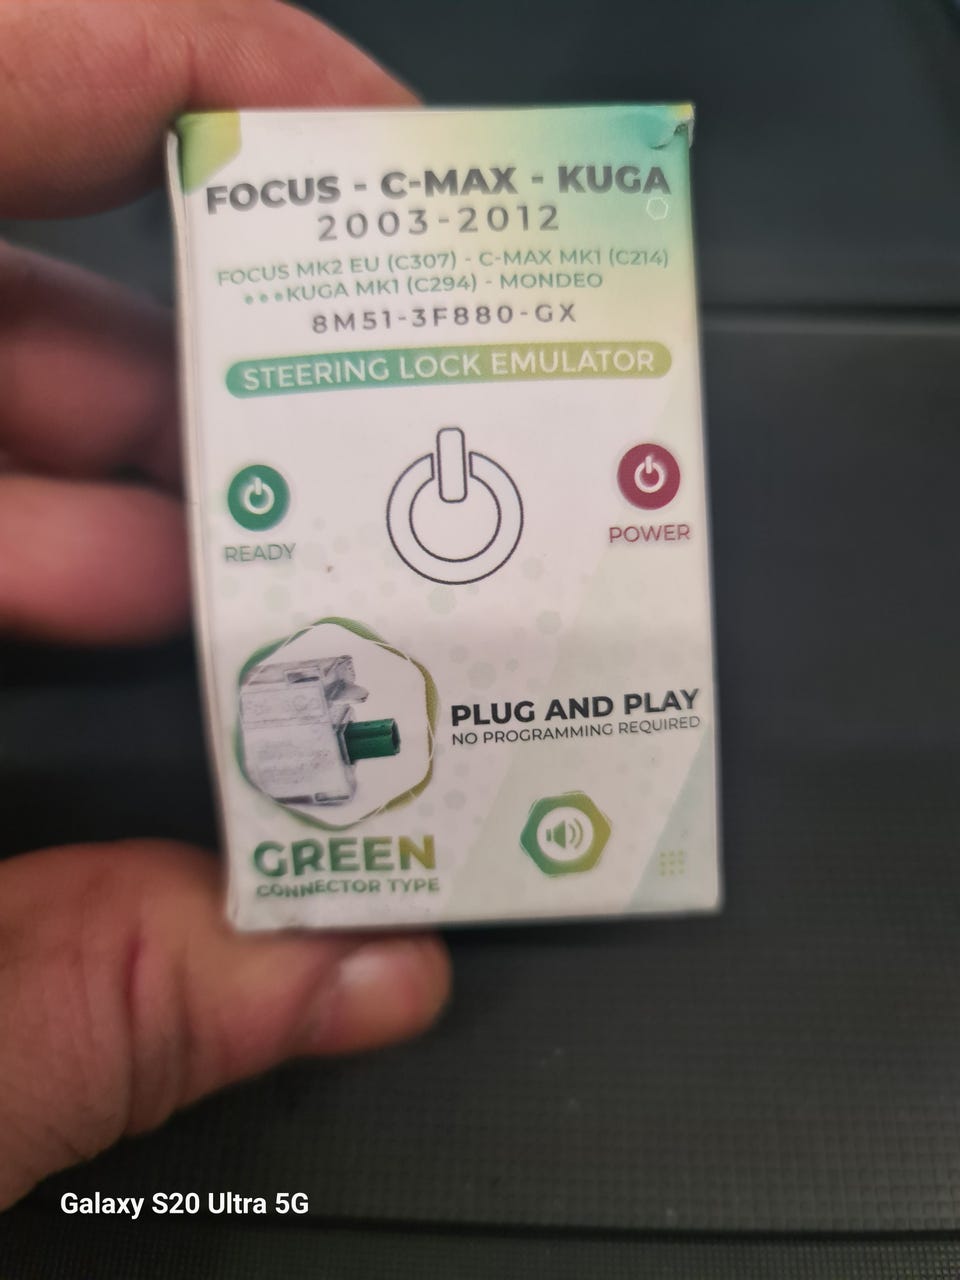 FOCUS - C-MAX - KUGA
2003-2012
FOCUS MK2 EU (C307) - C-MAX MK1 (C214)
KUGA MK1 (C294) - MONDEO
8M51-3F880-GX
STEERING LOCK EMULATOR
READY
POWER
PLUG AND PLAY
NO PROGRAMMING REQUIRED
GREEN
CONNECTOR TYPE
Galaxy S20 Ultra 5G